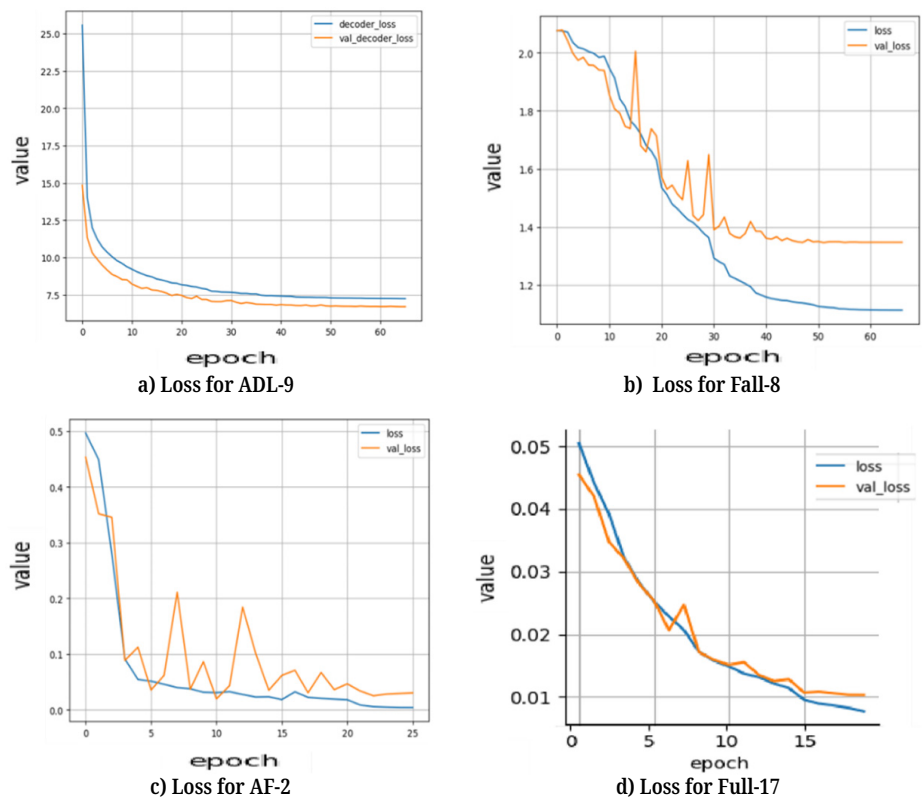 decoder_loss
val_decoder_loss
25.0
22.5
20.0
17.5
15.0
12.5
10.0
7.5
value
0 10 20 30 40 50 60
epoch
a) Loss for ADL-9
loss
val_loss
2.0
1.8
1.6
1.4
1.2
value
0 10 20 30 40 50 60
epoch
b) Loss for Fall-8
loss
val_loss
0.5
0.4
0.3
0.2
0.1
0.0
value
0 5 10 15 20 25
epoch
c) Loss for AF-2
loss
val_loss
0.05
0.04
0.03
0.02
0.01
value
0 5 10 15
epoch
d) Loss for Full-17